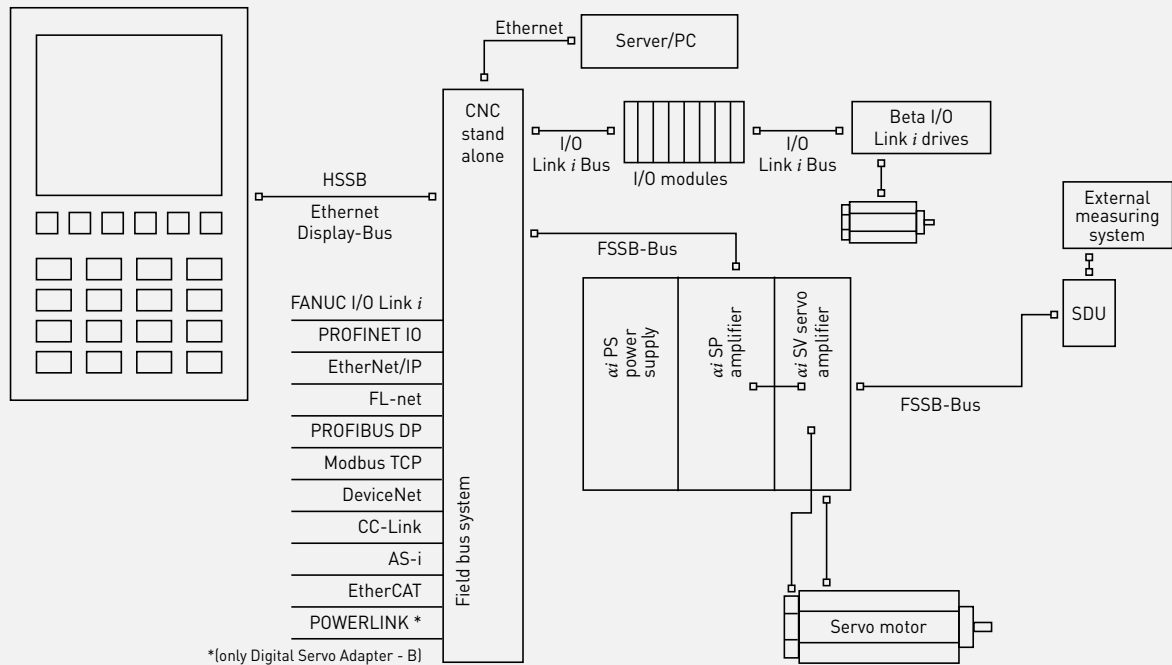 Ethernet
Server/PC
CNC
stand
alone
I/O
Link i Bus
I/O modules
I/O
Link i Bus
Beta I/O
Link i drives
HSSB
Ethernet
Display-Bus
FSSB-Bus
External
measuring
system
SDU
FSSB-Bus
αi PS
power
supply
αi SP
amplifier
αi SV servo
amplifier
Servo motor
Field bus system
FANUC I/O Link i
PROFINET IO
EtherNet/IP
FL-net
PROFIBUS DP
Modbus TCP
DeviceNet
CC-Link
AS-i
EtherCAT
POWERLINK *
*(only Digital Servo Adapter - B)